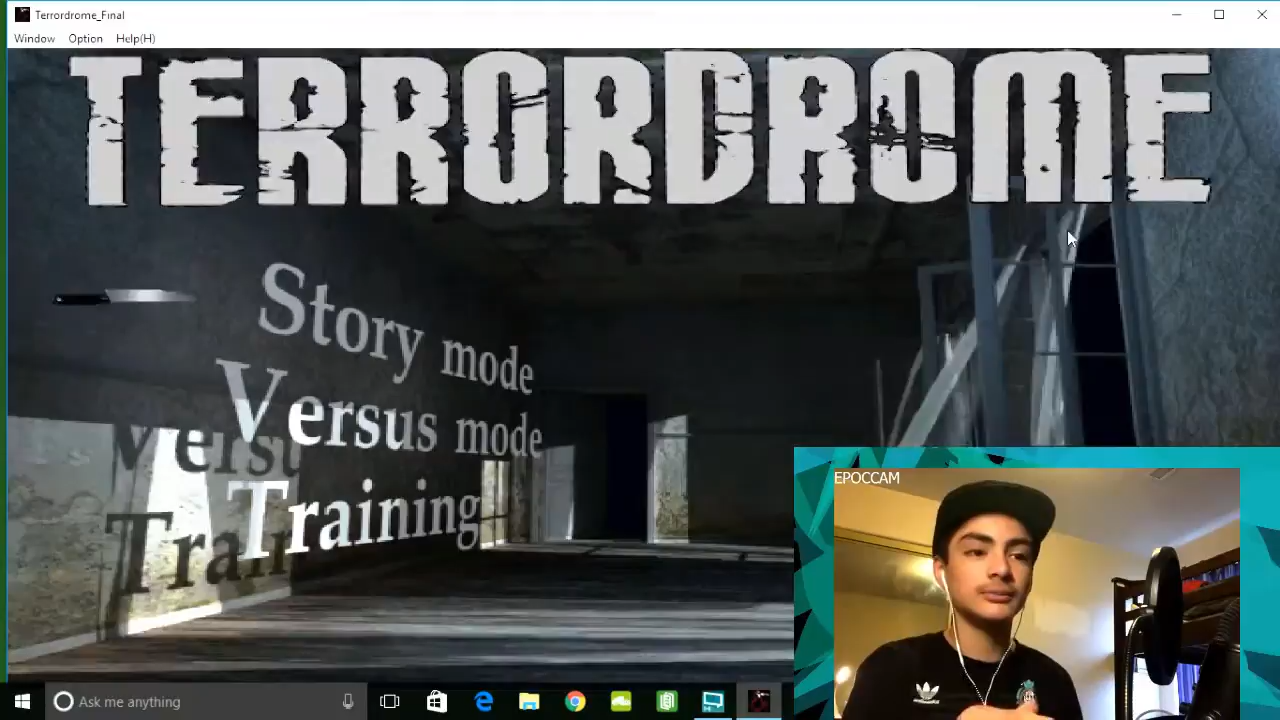 Terrordrome_Final
Window Option Help(H)
TERRORDROME
Story mode
Versus mode
Training
EPOCCAM
Ask me anything